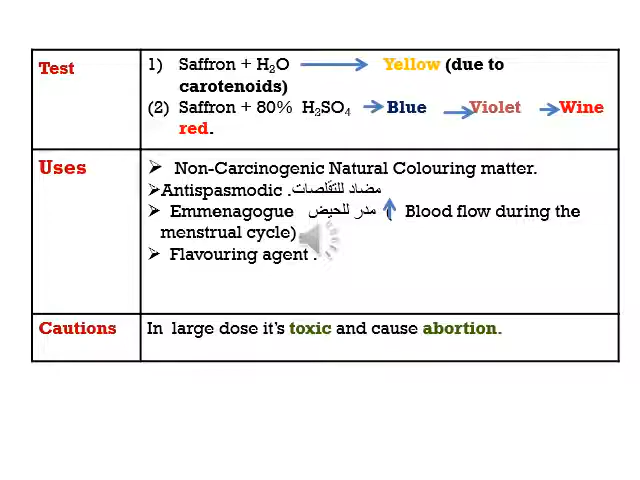 Test
1) Saffron + H₂O → Yellow (due to
carotenoids)
(2) Saffron + 80% H₂SO₄ → Blue → Violet → Wine
red.
Uses
➢ Non-Carcinogenic Natural Colouring matter.
➢Antispasmodic .مضاد للتقلصات
➢ Emmenagogue مدر للحيض (↑ Blood flow during the
menstrual cycle)
➢ Flavouring agent .
Cautions
In large dose it's toxic and cause abortion.